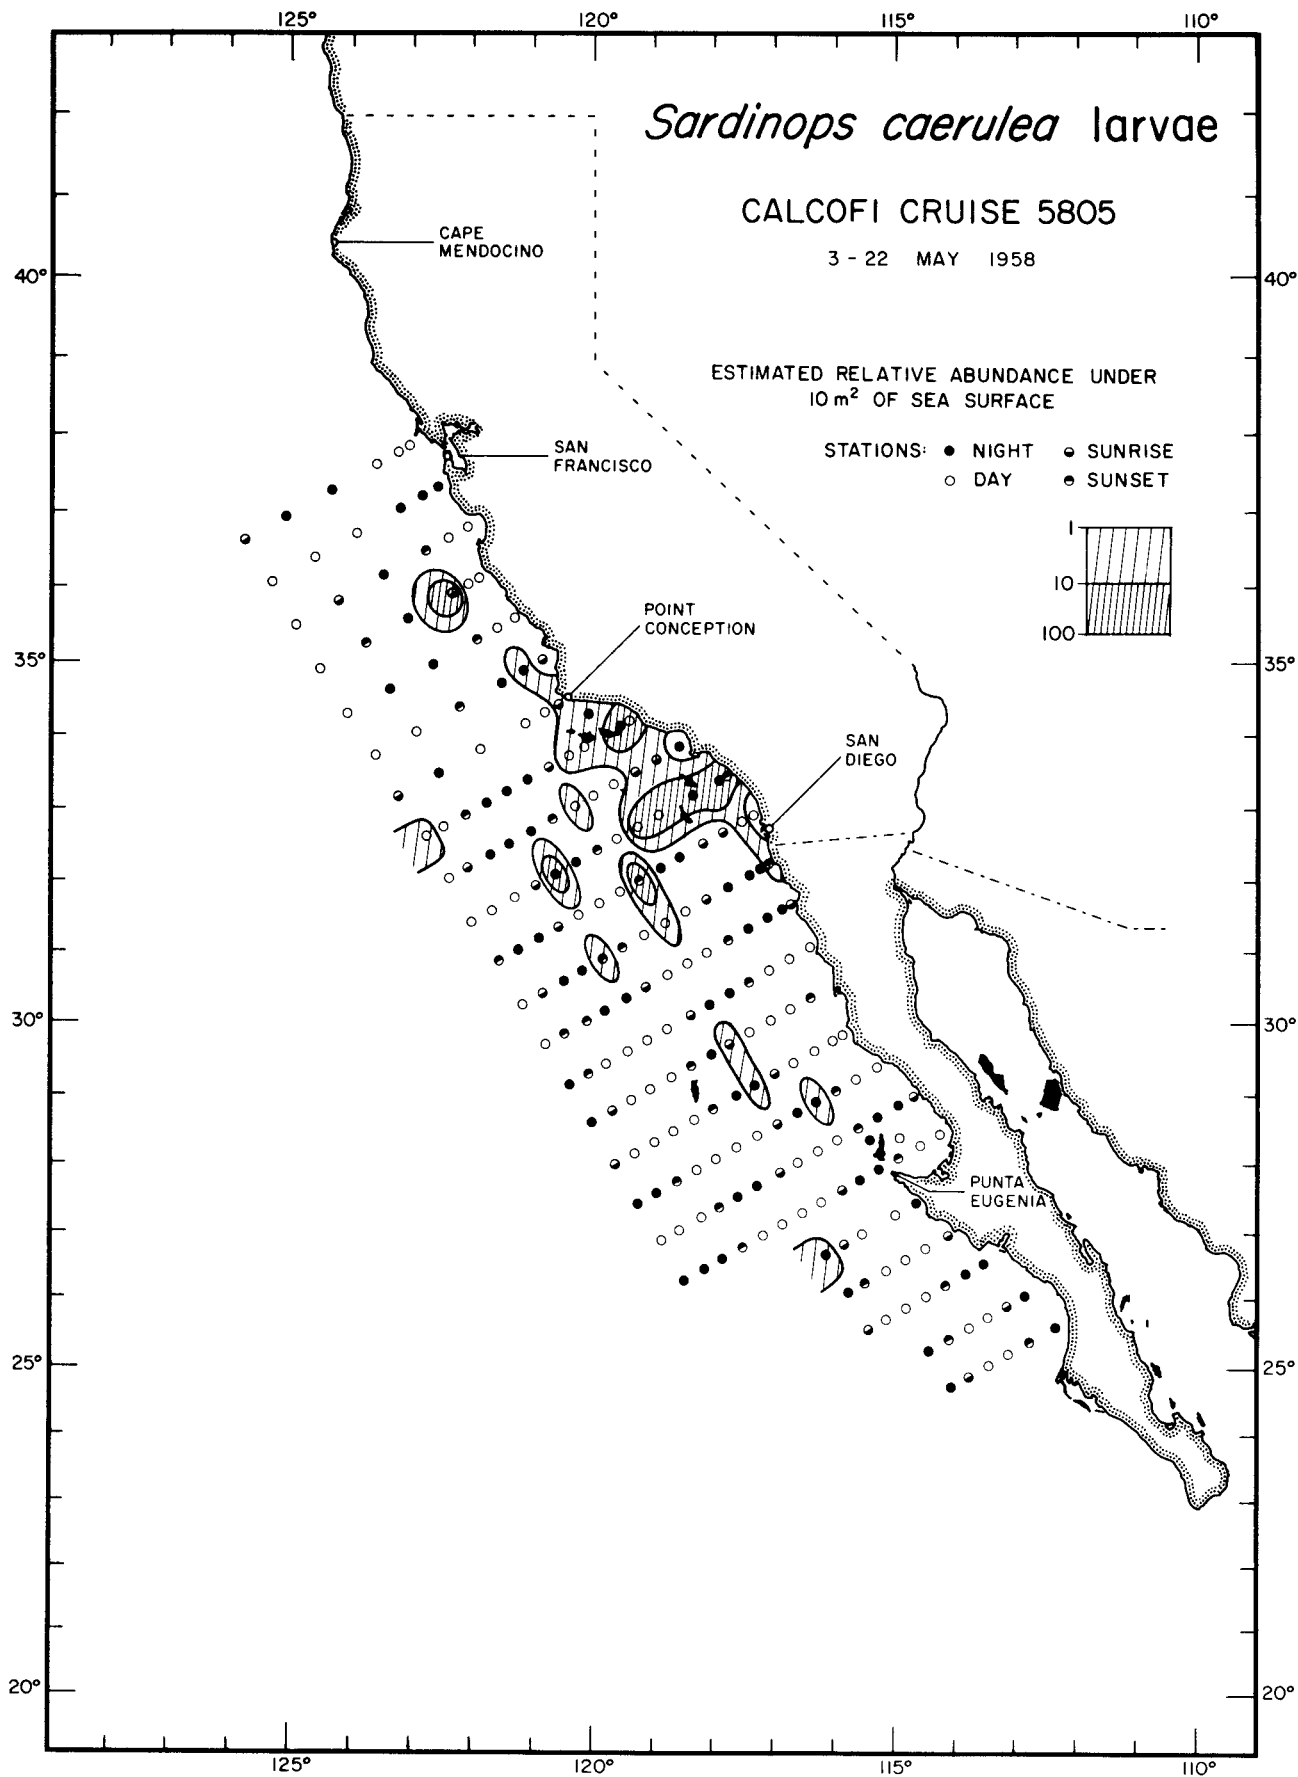 125° 120° 115° 110°
Sardinops caerulea larvae
CALCOFI CRUISE 5805
3 - 22 MAY 1958
CAPE
MENDOCINO
40° 40°
ESTIMATED RELATIVE ABUNDANCE UNDER
10 m² OF SEA SURFACE
STATIONS: ● NIGHT ◒ SUNRISE
○ DAY ◓ SUNSET
SAN
FRANCISCO
1
10
100
POINT
CONCEPTION
35° 35°
SAN
DIEGO
30° 30°
PUNTA
EUGENIA
25° 25°
20° 20°
125° 120° 115° 110°